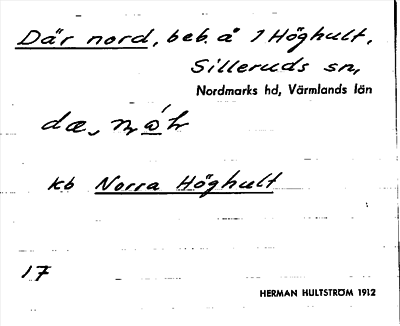 Där nord, beb. å 1 Höghult,
Silleruds sn,
Nordmarks hd, Värmlands län
kb Norra Höghult
17
HERMAN HULTSTRÖM 1912